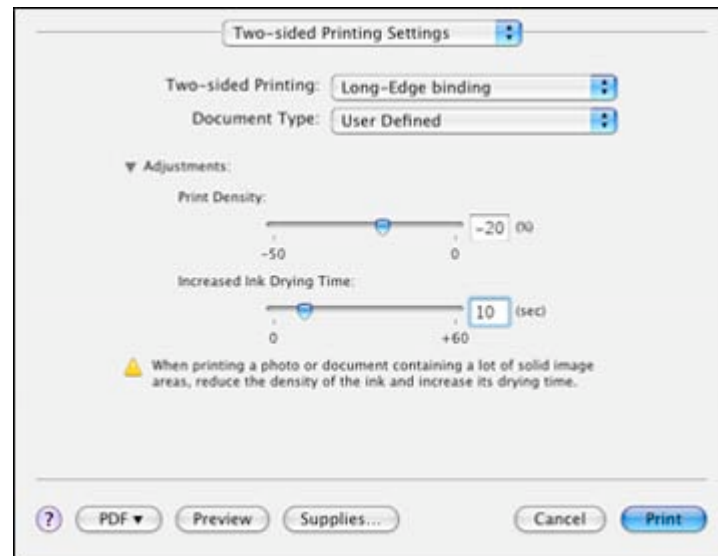 Two-sided Printing Settings
Two-sided Printing: Long-Edge binding
Document Type: User Defined
▼ Adjustments:
Print Density:
-20 (%)
-50 0
Increased Ink Drying Time:
10 (sec)
0 +60
When printing a photo or document containing a lot of solid image
areas, reduce the density of the ink and increase its drying time.
? PDF ▼ Preview Supplies... Cancel Print